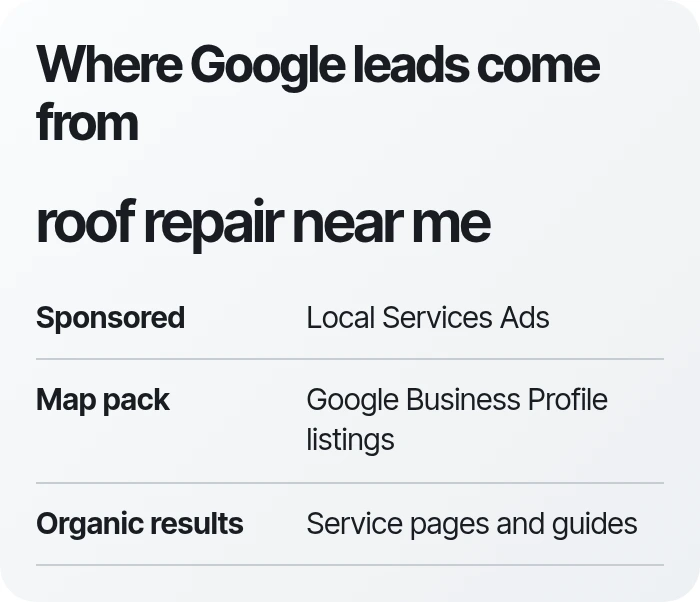 Where Google leads come
from
roof repair near me
Sponsored Local Services Ads
Map pack Google Business Profile
listings
Organic results Service pages and guides